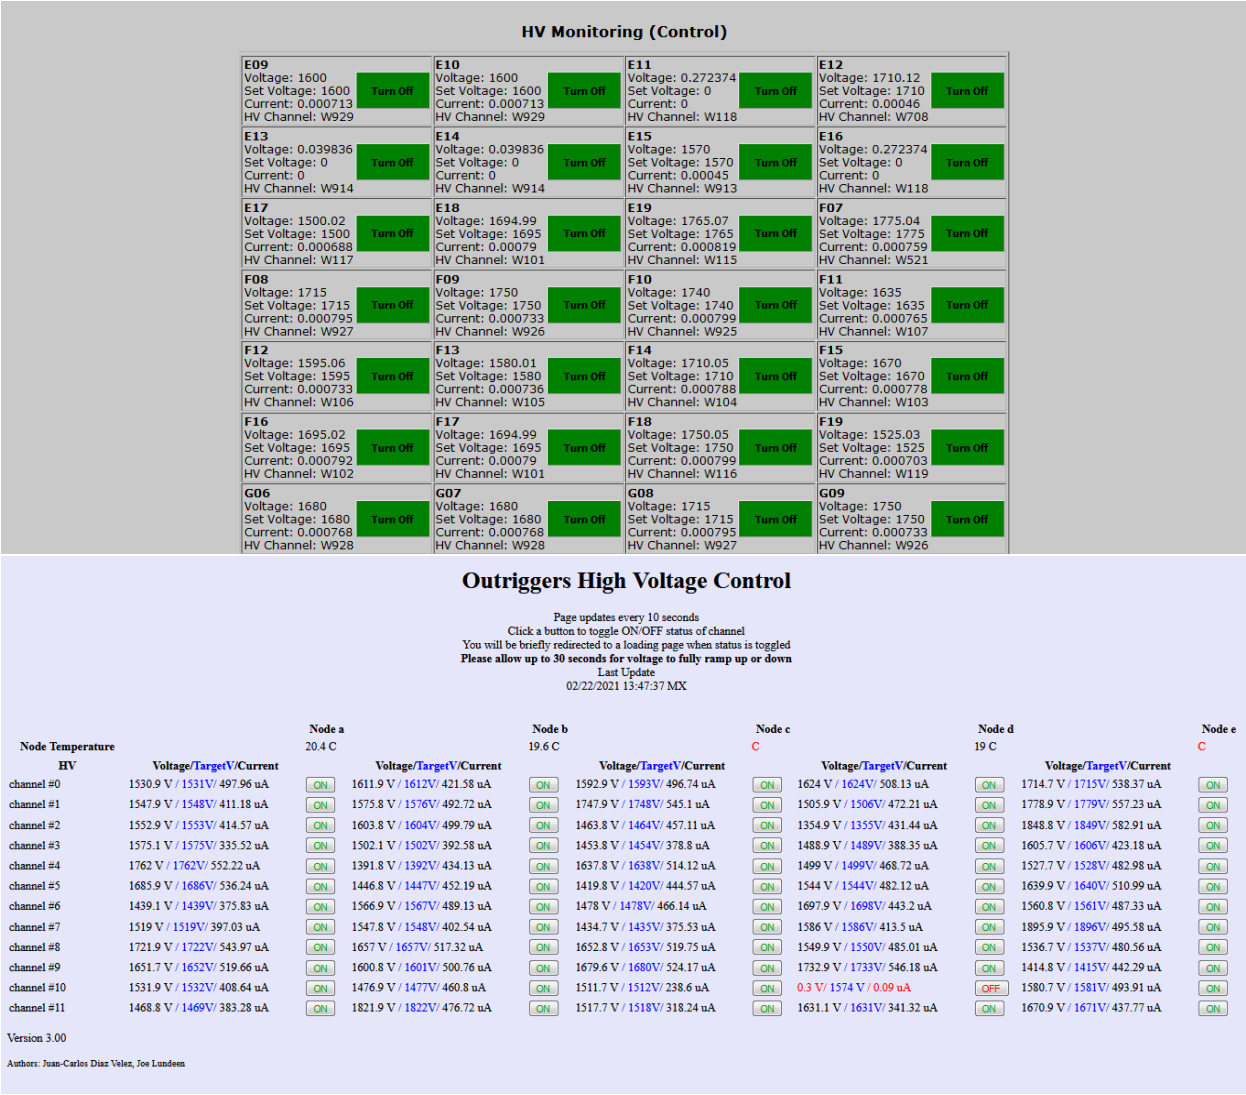 HV Monitoring (Control)
E09 E10 E11 E12
Voltage: 1600 Voltage: 1600 Voltage: 0.272374 Voltage: 1710.12
Set Voltage: 1600 Turn Off Set Voltage: 1600 Turn Off Set Voltage: 0 Turn Off Set Voltage: 1710 Turn Off
Current: 0.000713 Current: 0.000713 Current: 0 Current: 0.00046
HV Channel: W929 HV Channel: W929 HV Channel: W118 HV Channel: W708
E13 E14 E15 E16
Voltage: 0.039836 Voltage: 0.039836 Voltage: 1570 Voltage: 0.272374
Set Voltage: 0 Turn Off Set Voltage: 0 Turn Off Set Voltage: 1570 Turn Off Set Voltage: 0 Turn Off
Current: 0 Current: 0 Current: 0.00045 Current: 0
HV Channel: W914 HV Channel: W914 HV Channel: W913 HV Channel: W118
E17 E18 E19 F07
Voltage: 1500.02 Voltage: 1694.99 Voltage: 1765.07 Voltage: 1775.04
Set Voltage: 1500 Turn Off Set Voltage: 1695 Turn Off Set Voltage: 1765 Turn Off Set Voltage: 1775 Turn Off
Current: 0.000688 Current: 0.00079 Current: 0.000819 Current: 0.000759
HV Channel: W117 HV Channel: W101 HV Channel: W115 HV Channel: W521
F08 F09 F10 F11
Voltage: 1715 Voltage: 1750 Voltage: 1740 Voltage: 1635
Set Voltage: 1715 Turn Off Set Voltage: 1750 Turn Off Set Voltage: 1740 Turn Off Set Voltage: 1635 Turn Off
Current: 0.000795 Current: 0.000733 Current: 0.000799 Current: 0.000765
HV Channel: W927 HV Channel: W926 HV Channel: W925 HV Channel: W107
F12 F13 F14 F15
Voltage: 1595.06 Voltage: 1580.01 Voltage: 1710.05 Voltage: 1670
Set Voltage: 1595 Turn Off Set Voltage: 1580 Turn Off Set Voltage: 1710 Turn Off Set Voltage: 1670 Turn Off
Current: 0.000733 Current: 0.000736 Current: 0.000788 Current: 0.000778
HV Channel: W106 HV Channel: W105 HV Channel: W104 HV Channel: W103
F16 F17 F18 F19
Voltage: 1695.02 Voltage: 1694.99 Voltage: 1750.05 Voltage: 1525.03
Set Voltage: 1695 Turn Off Set Voltage: 1695 Turn Off Set Voltage: 1750 Turn Off Set Voltage: 1525 Turn Off
Current: 0.000792 Current: 0.00079 Current: 0.000799 Current: 0.000703
HV Channel: W102 HV Channel: W101 HV Channel: W116 HV Channel: W119
G06 G07 G08 G09
Voltage: 1680 Voltage: 1680 Voltage: 1715 Voltage: 1750
Set Voltage: 1680 Turn Off Set Voltage: 1680 Turn Off Set Voltage: 1715 Turn Off Set Voltage: 1750 Turn Off
Current: 0.000768 Current: 0.000768 Current: 0.000795 Current: 0.000733
HV Channel: W928 HV Channel: W928 HV Channel: W927 HV Channel: W926
Outriggers High Voltage Control
Page updates every 10 seconds
Click a button to toggle ON/OFF status of channel
You will be briefly redirected to a loading page when status is toggled
Please allow up to 30 seconds for voltage to fully ramp up or down
Last Update
02/22/2021 13:47:37 MX
Node a Node b Node c Node d Node e
Node Temperature 20.4 C 19.6 C C 19 C C
HV Voltage/TargetV/Current Voltage/TargetV/Current Voltage/TargetV/Current Voltage/TargetV/Current Voltage/TargetV/Current
channel #0 1530.9 V / 1531V/ 497.96 uA ON 1611.9 V / 1612V/ 421.58 uA ON 1592.9 V / 1593V/ 496.74 uA ON 1624 V / 1624V/ 508.13 uA ON 1714.7 V / 1715V/ 538.37 uA ON
channel #1 1547.9 V / 1548V/ 411.18 uA ON 1575.8 V / 1576V/ 492.72 uA ON 1747.9 V / 1748V/ 545.1 uA ON 1505.9 V / 1506V/ 472.21 uA ON 1778.9 V / 1779V/ 557.23 uA ON
channel #2 1552.9 V / 1553V/ 414.57 uA ON 1603.8 V / 1604V/ 499.79 uA ON 1463.8 V / 1464V/ 457.11 uA ON 1354.9 V / 1355V/ 431.44 uA ON 1848.8 V / 1849V/ 582.91 uA ON
channel #3 1575.1 V / 1575V/ 335.52 uA ON 1502.1 V / 1502V/ 392.58 uA ON 1453.8 V / 1454V/ 378.8 uA ON 1488.9 V / 1489V/ 388.35 uA ON 1605.7 V / 1606V/ 423.18 uA ON
channel #4 1762 V / 1762V/ 552.22 uA ON 1391.8 V / 1392V/ 434.13 uA ON 1637.8 V / 1638V/ 514.12 uA ON 1499 V / 1499V/ 468.72 uA ON 1527.7 V / 1528V/ 482.98 uA ON
channel #5 1685.9 V / 1686V/ 536.24 uA ON 1446.8 V / 1447V/ 452.19 uA ON 1419.8 V / 1420V/ 444.57 uA ON 1544 V / 1544V/ 482.12 uA ON 1639.9 V / 1640V/ 510.99 uA ON
channel #6 1439.1 V / 1439V/ 375.83 uA ON 1566.9 V / 1567V/ 489.13 uA ON 1478 V / 1478V/ 466.14 uA ON 1697.9 V / 1698V/ 443.2 uA ON 1560.8 V / 1561V/ 487.33 uA ON
channel #7 1519 V / 1519V/ 397.03 uA ON 1547.8 V / 1548V/ 402.54 uA ON 1434.7 V / 1435V/ 375.53 uA ON 1586 V / 1586V/ 413.5 uA ON 1895.9 V / 1896V/ 495.58 uA ON
channel #8 1721.9 V / 1722V/ 543.97 uA ON 1657 V / 1657V/ 517.32 uA ON 1652.8 V / 1653V/ 519.75 uA ON 1549.9 V / 1550V/ 485.01 uA ON 1536.7 V / 1537V/ 480.56 uA ON
channel #9 1651.7 V / 1652V/ 519.66 uA ON 1600.8 V / 1601V/ 500.76 uA ON 1679.6 V / 1680V/ 524.17 uA ON 1732.9 V / 1733V/ 546.18 uA ON 1414.8 V / 1415V/ 442.29 uA ON
channel #10 1531.9 V / 1532V/ 408.64 uA ON 1476.9 V / 1477V/ 460.8 uA ON 1511.7 V / 1512V/ 238.6 uA ON 0.3 V/ 1574 V / 0.09 uA OFF 1580.7 V / 1581V/ 493.91 uA ON
channel #11 1468.8 V / 1469V/ 383.28 uA ON 1821.9 V / 1822V/ 476.72 uA ON 1517.7 V / 1518V/ 318.24 uA ON 1631.1 V / 1631V/ 341.32 uA ON 1670.9 V / 1671V/ 437.77 uA ON
Version 3.00
Authors: Juan-Carlos Díaz Velez, Joe Lundeen